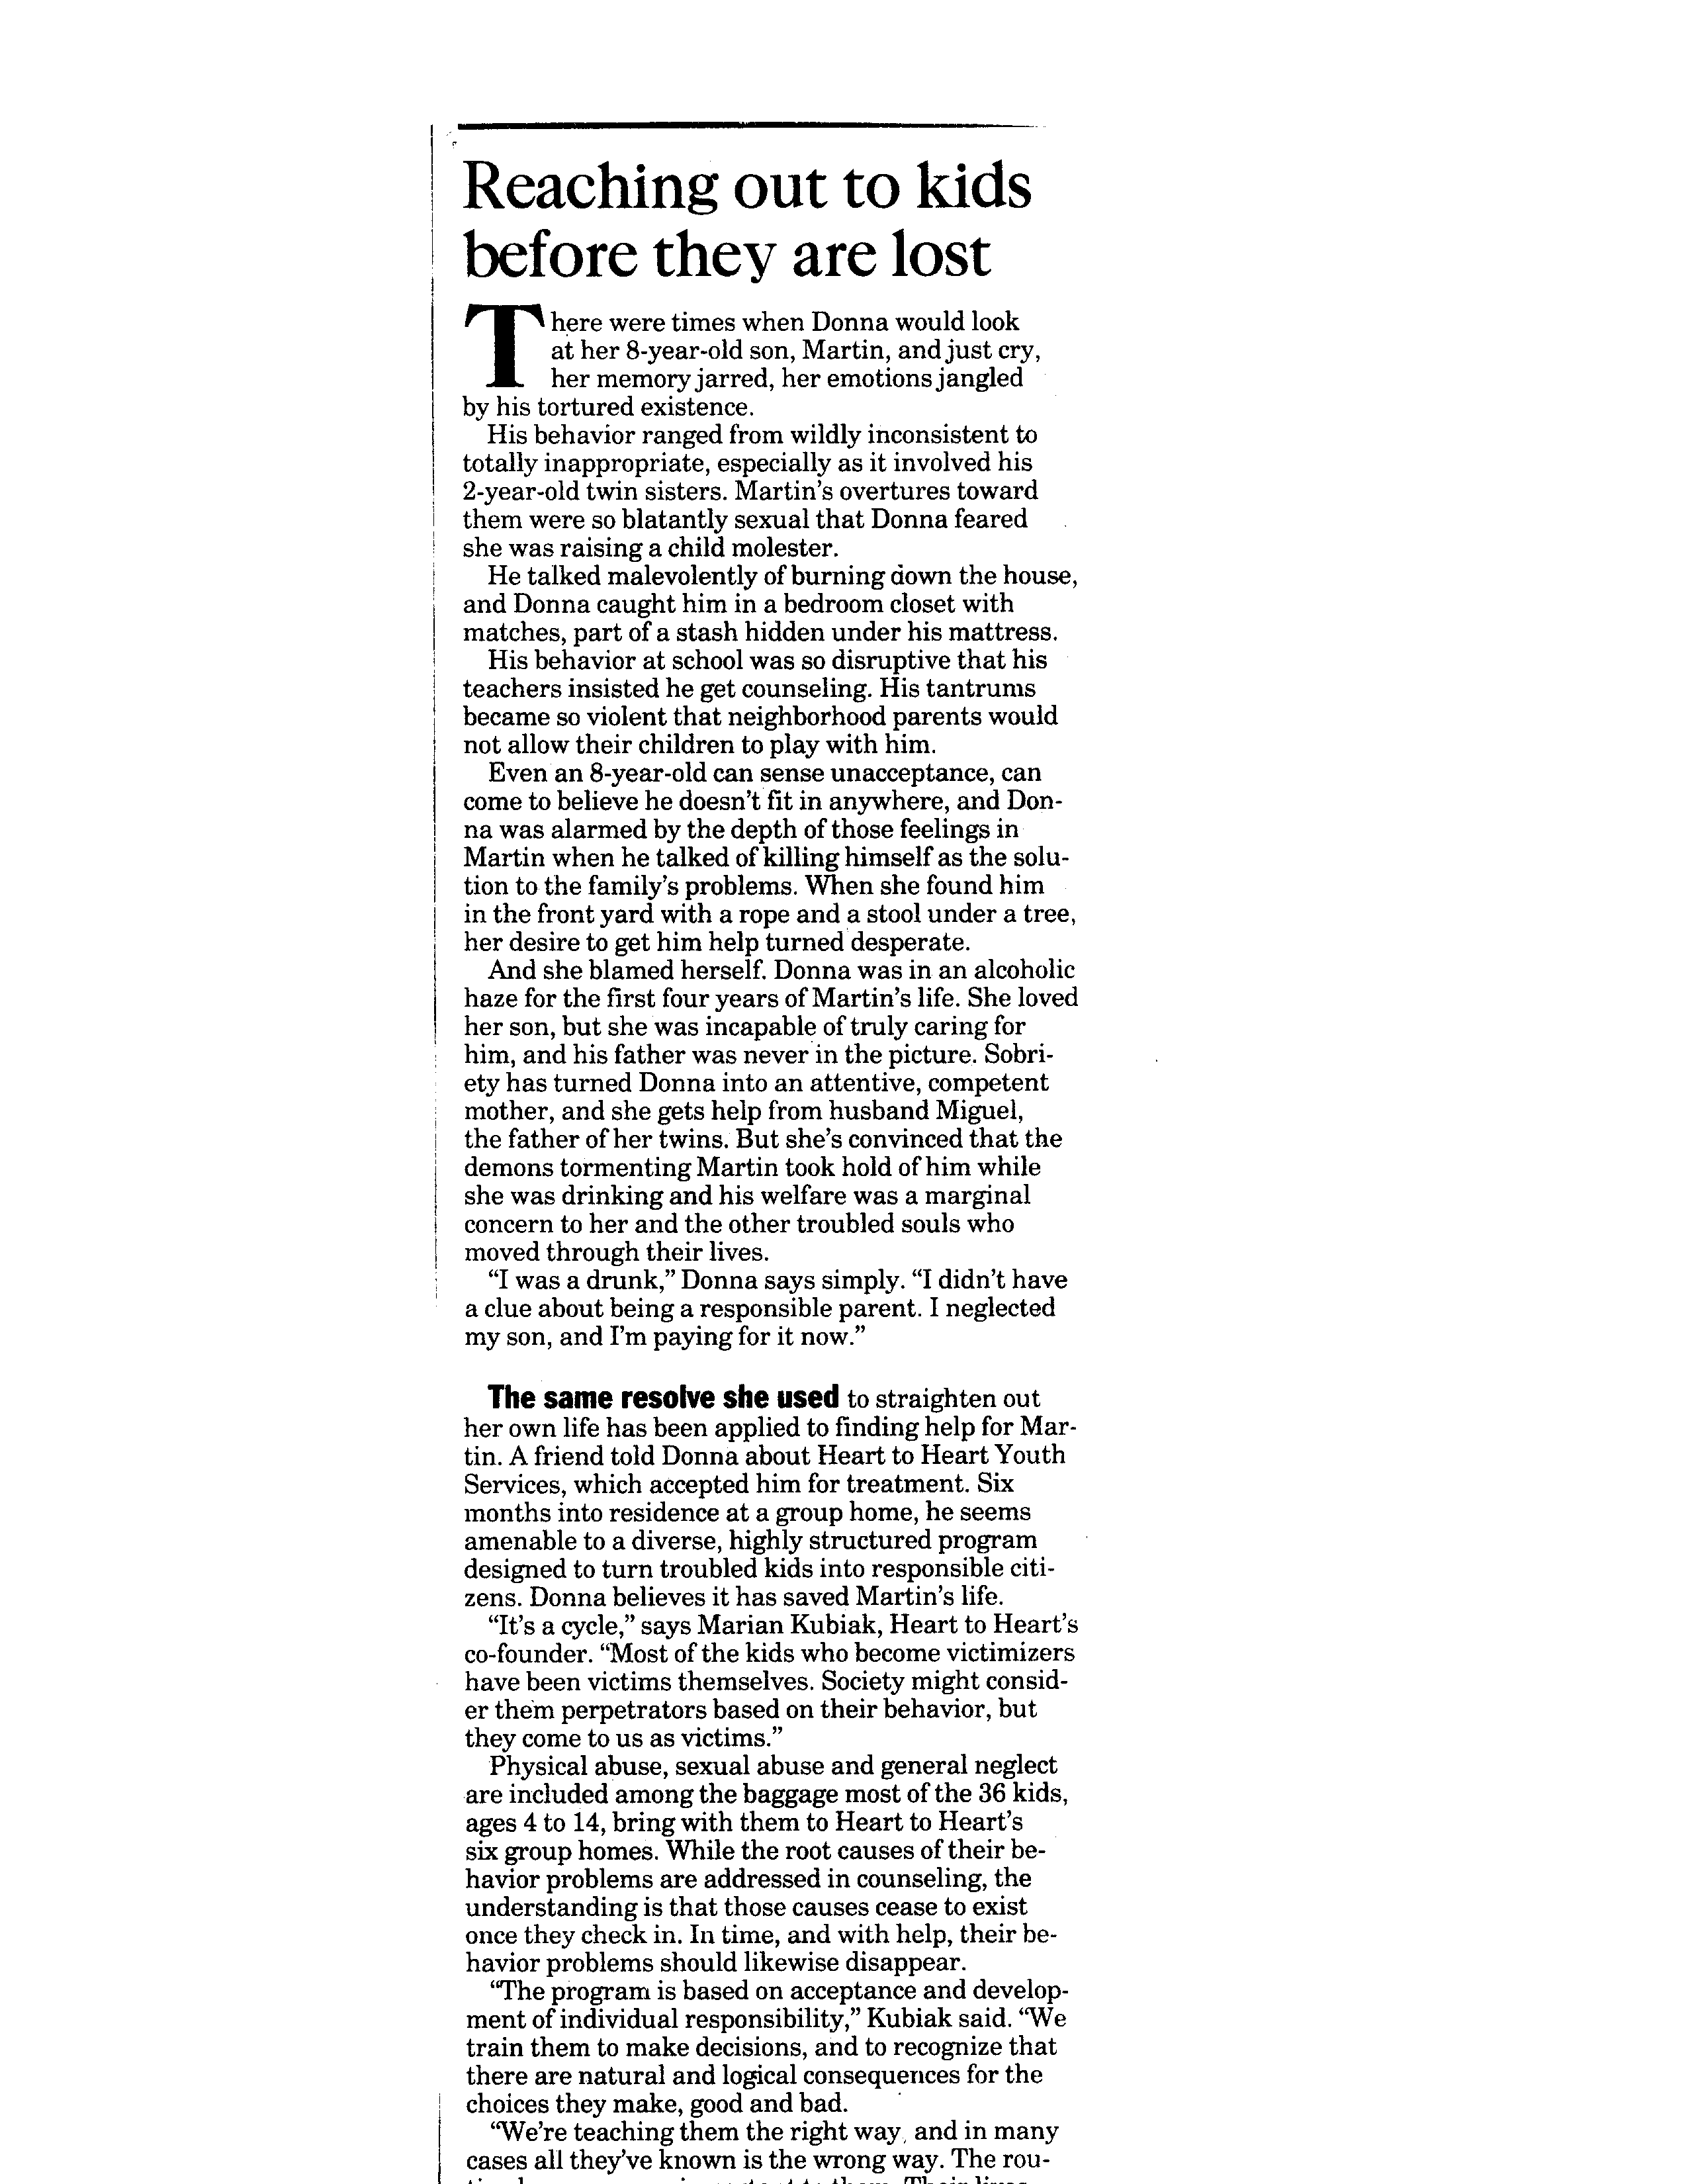 Reaching out to kids
before they are lost
There were times when Donna would look
at her 8-year-old son, Martin, and just cry,
her memory jarred, her emotions jangled
by his tortured existence.
His behavior ranged from wildly inconsistent to
totally inappropriate, especially as it involved his
2-year-old twin sisters. Martin's overtures toward
them were so blatantly sexual that Donna feared
she was raising a child molester.
He talked malevolently of burning down the house,
and Donna caught him in a bedroom closet with
matches, part of a stash hidden under his mattress.
His behavior at school was so disruptive that his
teachers insisted he get counseling. His tantrums
became so violent that neighborhood parents would
not allow their children to play with him.
Even an 8-year-old can sense unacceptance, can
come to believe he doesn't fit in anywhere, and Don-
na was alarmed by the depth of those feelings in
Martin when he talked of killing himself as the solu-
tion to the family's problems. When she found him
in the front yard with a rope and a stool under a tree,
her desire to get him help turned desperate.
And she blamed herself. Donna was in an alcoholic
haze for the first four years of Martin's life. She loved
her son, but she was incapable of truly caring for
him, and his father was never in the picture. Sobri-
ety has turned Donna into an attentive, competent
mother, and she gets help from husband Miguel,
the father of her twins. But she's convinced that the
demons tormenting Martin took hold of him while
she was drinking and his welfare was a marginal
concern to her and the other troubled souls who
moved through their lives.
“I was a drunk,” Donna says simply. “I didn't have
a clue about being a responsible parent. I neglected
my son, and I'm paying for it now.”
The same resolve she used to straighten out
her own life has been applied to finding help for Mar-
tin. A friend told Donna about Heart to Heart Youth
Services, which accepted him for treatment. Six
months into residence at a group home, he seems
amenable to a diverse, highly structured program
designed to turn troubled kids into responsible citi-
zens. Donna believes it has saved Martin's life.
“It's a cycle,” says Marian Kubiak, Heart to Heart's
co-founder. “Most of the kids who become victimizers
have been victims themselves. Society might consid-
er them perpetrators based on their behavior, but
they come to us as victims.”
Physical abuse, sexual abuse and general neglect
are included among the baggage most of the 36 kids,
ages 4 to 14, bring with them to Heart to Heart's
six group homes. While the root causes of their be-
havior problems are addressed in counseling, the
understanding is that those causes cease to exist
once they check in. In time, and with help, their be-
havior problems should likewise disappear.
“The program is based on acceptance and develop-
ment of individual responsibility,” Kubiak said. “We
train them to make decisions, and to recognize that
there are natural and logical consequences for the
choices they make, good and bad.
“We're teaching them the right way, and in many
cases all they've known is the wrong way. The rou-